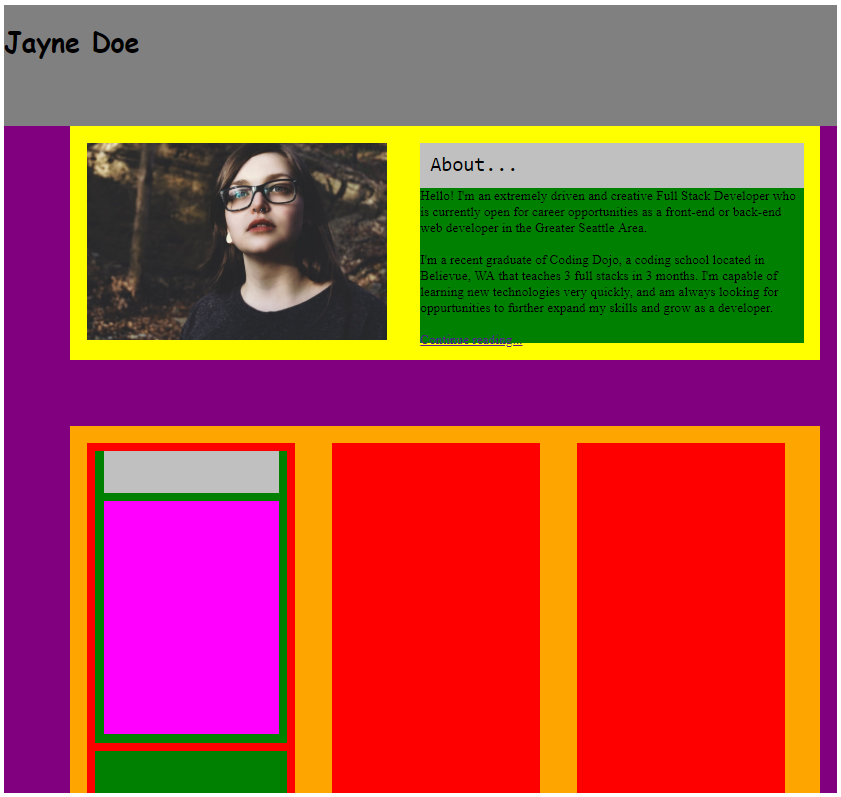 Jayne Doe
About...
Hello! I'm an extremely driven and creative Full Stack Developer who
is currently open for career opportunities as a front-end or back-end
web developer in the Greater Seattle Area.
I'm a recent graduate of Coding Dojo, a coding school located in
Believue, WA that teaches 3 full stacks in 3 months. I'm capable of
learning new technologies very quickly, and am always looking for
oppurtunities to further expand my skills and grow as a developer.
Continue reading...